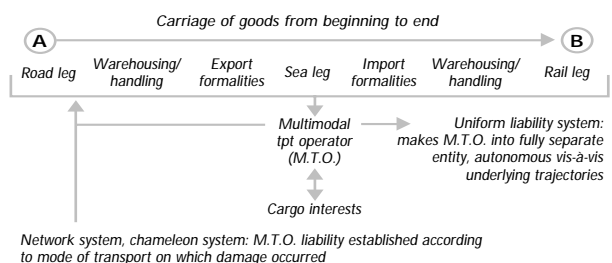 Carriage of goods from beginning to end
A
B
Road leg
Warehousing/
handling
Export
formalities
Sea leg
Import
formalities
Warehousing/
handling
Rail leg
Multimodal
tpt operator
(M.T.O.)
Uniform liability system:
makes M.T.O. into fully separate
entity, autonomous vis-à-vis
underlying trajectories
Cargo interests
Network system, chameleon system: M.T.O. liability established according
to mode of transport on which damage occurred